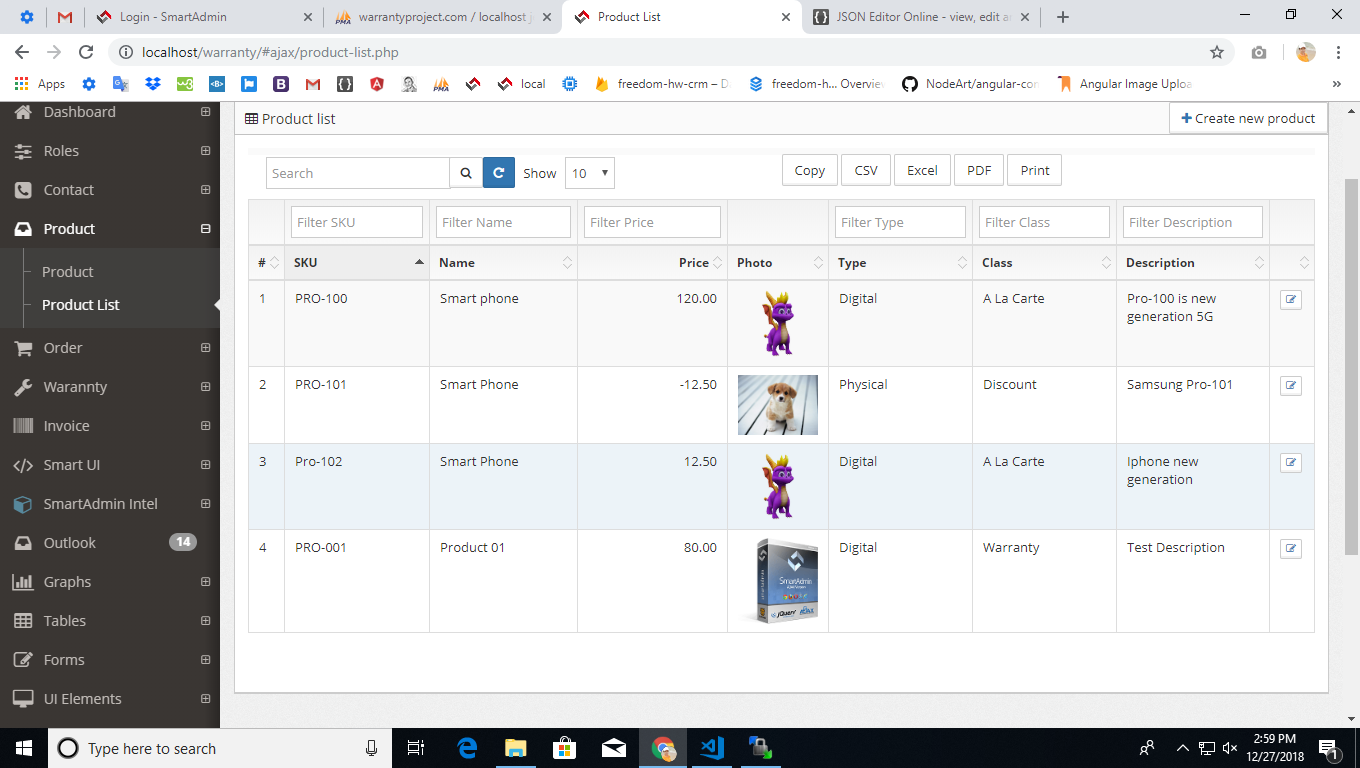 Login - SmartAdmin
warrantyproject.com / localhost
Product List
JSON Editor Online - view, edit a
localhost/warranty/#ajax/product-list.php
Apps
local
freedom-hw-crm – D
freedom-h... Overview
NodeArt/angular-co
Angular Image Uploa
Dashboard
Roles
Contact
Product
Product
Product List
Order
Warannty
Invoice
Smart UI
SmartAdmin Intel
Outlook 14
Graphs
Tables
Forms
UI Elements
Product list
+ Create new product
Search
Show 10
Copy CSV Excel PDF Print
Filter SKU Filter Name Filter Price Filter Type Filter Class Filter Description
# SKU Name Price Photo Type Class Description
1 PRO-100 Smart phone 120.00 Digital A La Carte Pro-100 is new
generation 5G
2 PRO-101 Smart Phone -12.50 Physical Discount Samsung Pro-101
3 Pro-102 Smart Phone 12.50 Digital A La Carte Iphone new
generation
4 PRO-001 Product 01 80.00 Digital Warranty Test Description
SmartAdmin
jQuery
Type here to search
2:59 PM
12/27/2018
1